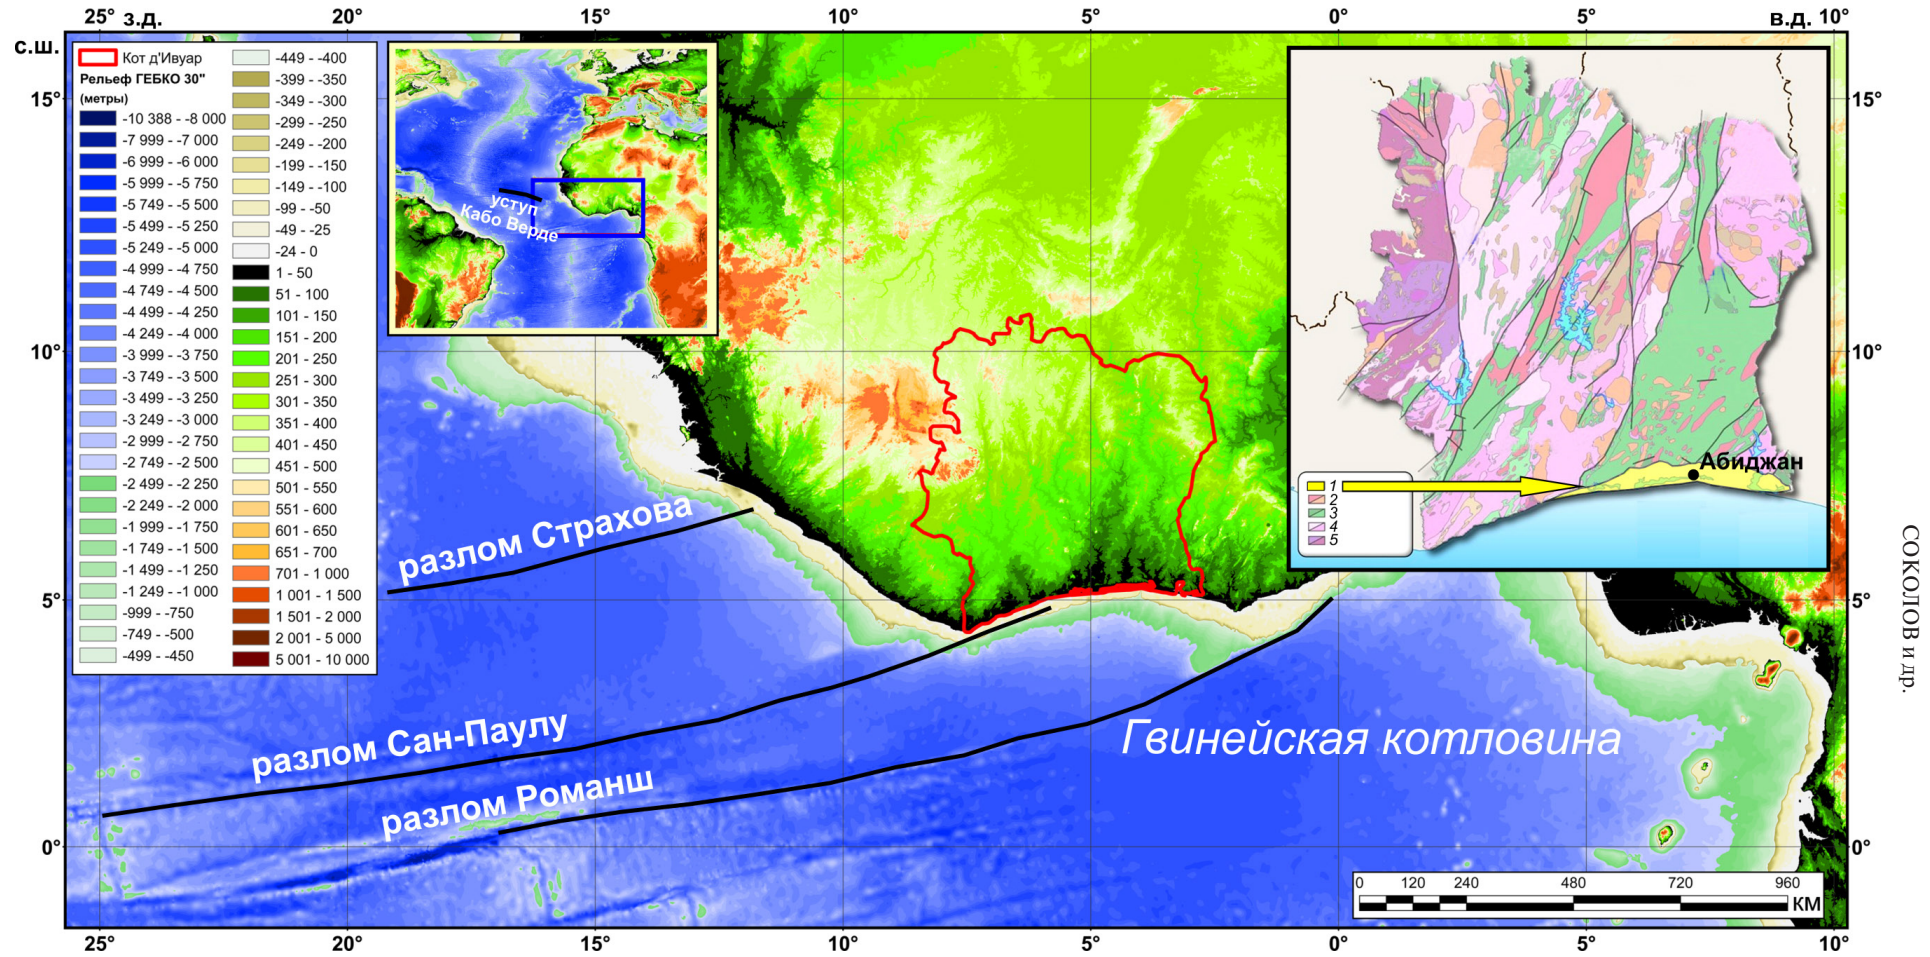 25° з.д.
20°
15°
10°
5°
0°
5°
в.д. 10°
с.ш.
15°
10°
5°
0°
Кот д'Ивуар
Рельеф ГЕБКО 30"
(метры)
-10 388 - -8 000
-7 999 - -7 000
-6 999 - -6 000
-5 999 - -5 750
-5 749 - -5 500
-5 499 - -5 250
-5 249 - -5 000
-4 999 - -4 750
-4 749 - -4 500
-4 499 - -4 250
-4 249 - -4 000
-3 999 - -3 750
-3 749 - -3 500
-3 499 - -3 250
-3 249 - -3 000
-2 999 - -2 750
-2 749 - -2 500
-2 499 - -2 250
-2 249 - -2 000
-1 999 - -1 750
-1 749 - -1 500
-1 499 - -1 250
-1 249 - -1 000
-999 - -750
-749 - -500
-499 - -450
-449 - -400
-399 - -350
-349 - -300
-299 - -250
-249 - -200
-199 - -150
-149 - -100
-99 - -50
-49 - -25
-24 - 0
1 - 50
51 - 100
101 - 150
151 - 200
201 - 250
251 - 300
301 - 350
351 - 400
401 - 450
451 - 500
501 - 550
551 - 600
601 - 650
651 - 700
701 - 1 000
1 001 - 1 500
1 501 - 2 000
2 001 - 5 000
5 001 - 10 000
уступ
Кабо Верде
Абиджан
1
2
3
4
5
разлом Страхова
разлом Сан-Паулу
разлом Романш
Гвинейская котловина
0 120 240 480 720 960
КМ
15°
10°
5°
0°
25°
20°
15°
10°
5°
0°
5°
10°
СОКОЛОВ и др.